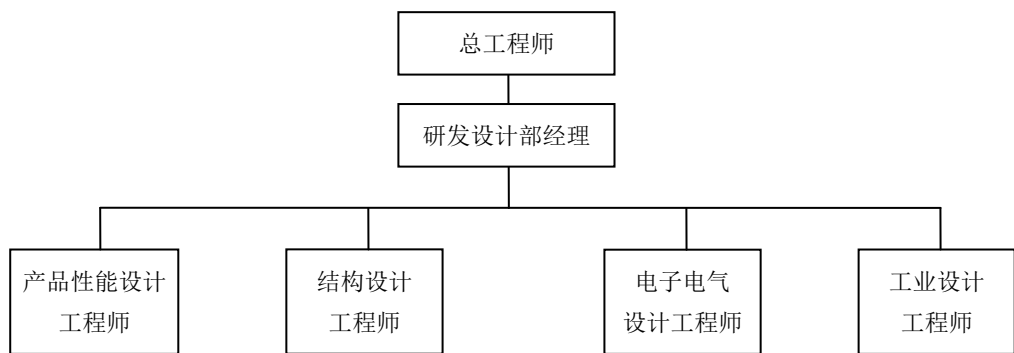 总工程师
研发设计部经理
产品性能设计
工程师
结构设计
工程师
电子电气
设计工程师
工业设计
工程师